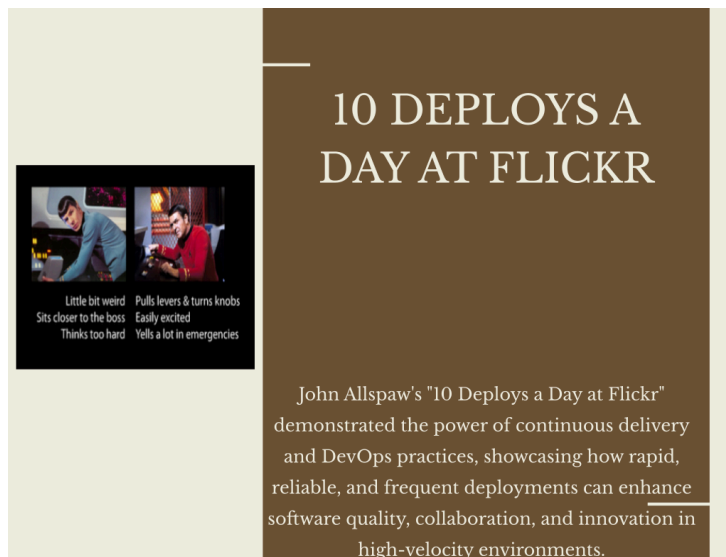 10 DEPLOYS A
DAY AT FLICKR
Little bit weird
Sits closer to the boss
Thinks too hard
Pulls levers & turns knobs
Easily excited
Yells a lot in emergencies
John Allspaw's "10 Deploys a Day at Flickr"
demonstrated the power of continuous delivery
and DevOps practices, showcasing how rapid,
reliable, and frequent deployments can enhance
software quality, collaboration, and innovation in
high-velocity environments.